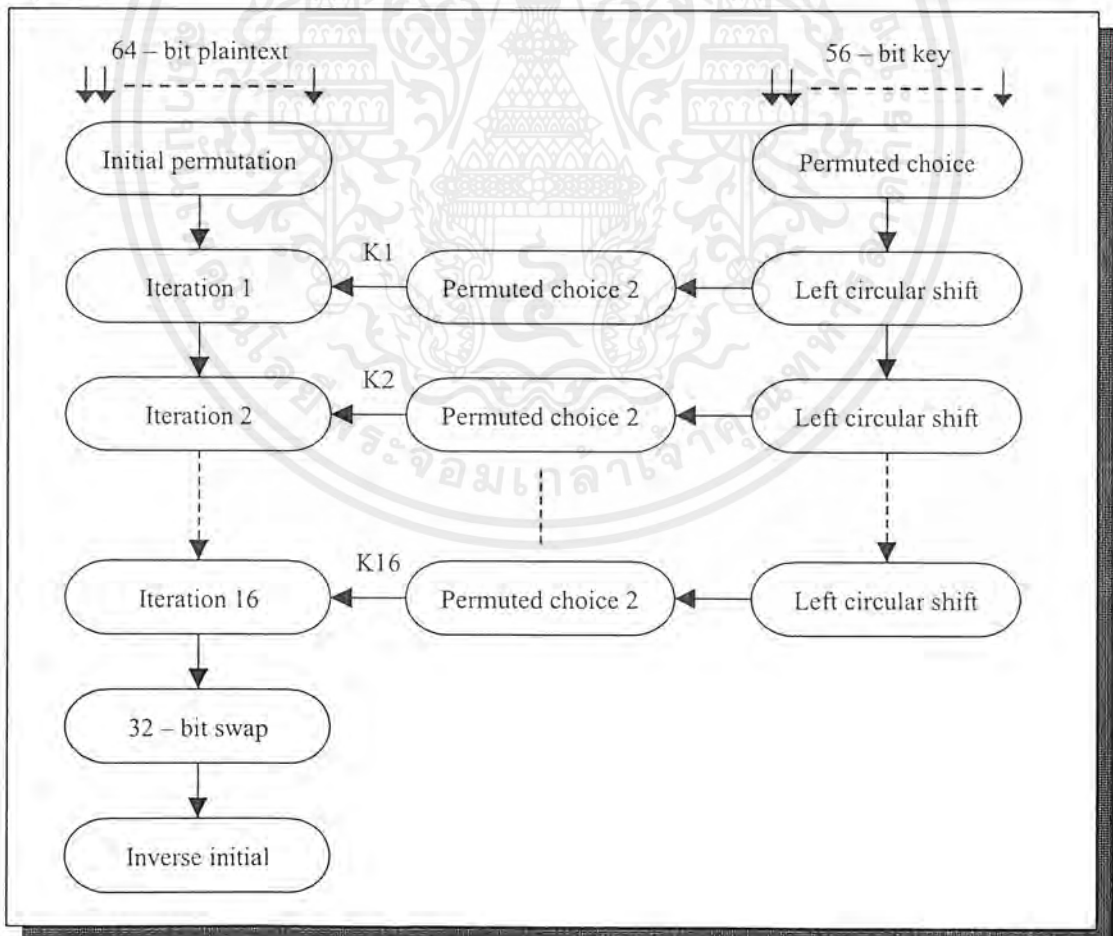 64 – bit plaintext
56 – bit key
Initial permutation
Permuted choice
Iteration 1
K1
Permuted choice 2
Left circular shift
Iteration 2
K2
Permuted choice 2
Left circular shift
Iteration 16
K16
Permuted choice 2
Left circular shift
32 – bit swap
Inverse initial